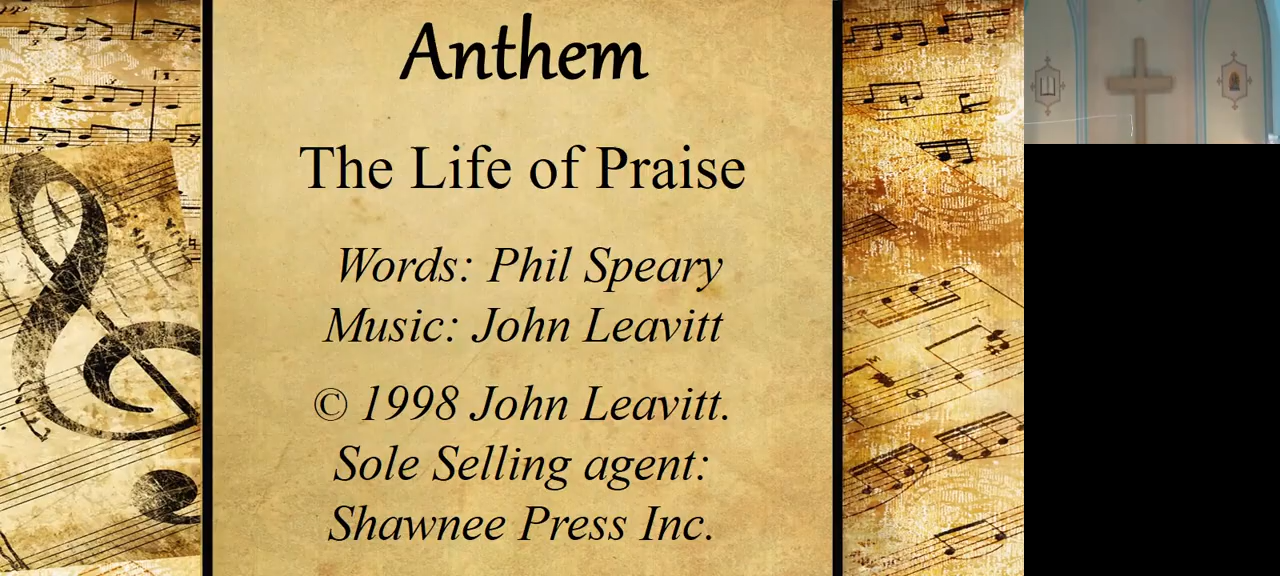 Anthem
The Life of Praise
Words: Phil Speary
Music: John Leavitt
© 1998 John Leavitt.
Sole Selling agent:
Shawnee Press Inc.